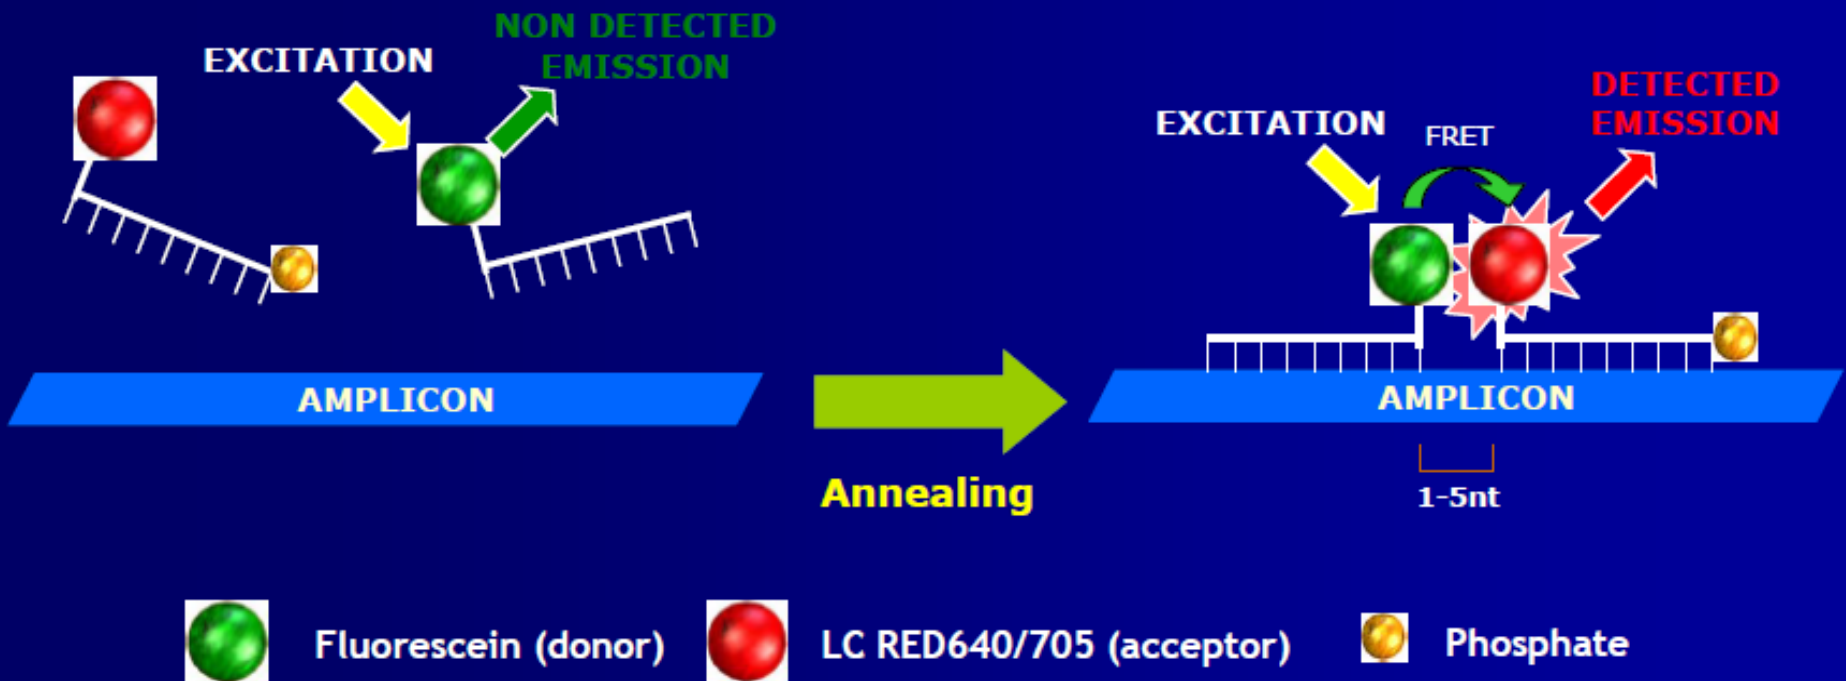 NON DETECTED
EMISSION
EXCITATION
DETECTED
EMISSION
EXCITATION
FRET
AMPLICON
AMPLICON
Annealing
1-5nt
Fluorescein (donor)
LC RED640/705 (acceptor)
Phosphate